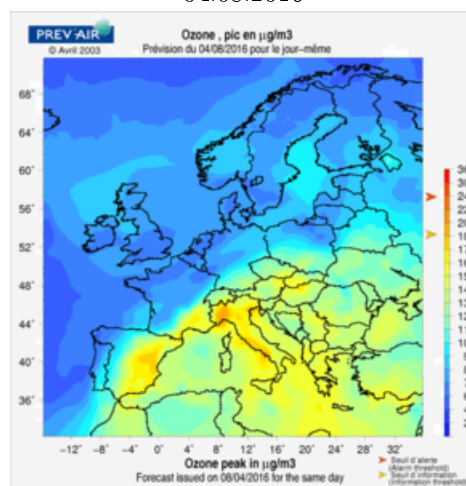 PREV'AIR
© Avril 2003
Ozone , pic en µg/m3
Prévision du 04/08/2016 pour le jour-même
68°
64°
60°
56°
52°
48°
44°
40°
36°
-12° -8° -4° 0° 4° 8° 12° 16° 20° 24° 28° 32°
Ozone peak in µg/m3
Forecast issued on 08/04/2016 for the same day
Seuil d'alerte
(Alarm threshold)
Seuil d'information
(Information threshold)